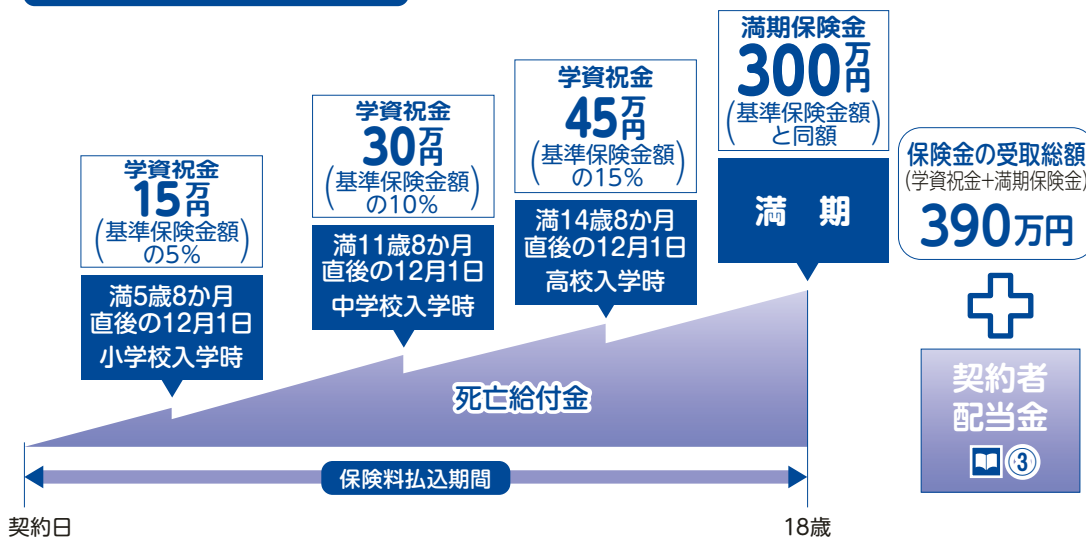 学資祝金
15万円
(基準保険金額
の5%)
満5歳8か月
直後の12月1日
小学校入学時
学資祝金
30万円
(基準保険金額
の10%)
満11歳8か月
直後の12月1日
中学校入学時
学資祝金
45万円
(基準保険金額
の15%)
満14歳8か月
直後の12月1日
高校入学時
満期保険金
300万円
(基準保険金額
と同額)
満 期
保険金の受取総額
(学資祝金+満期保険金)
390万円
契約者
配当金
3
死亡給付金
保険料払込期間
契約日
18歳